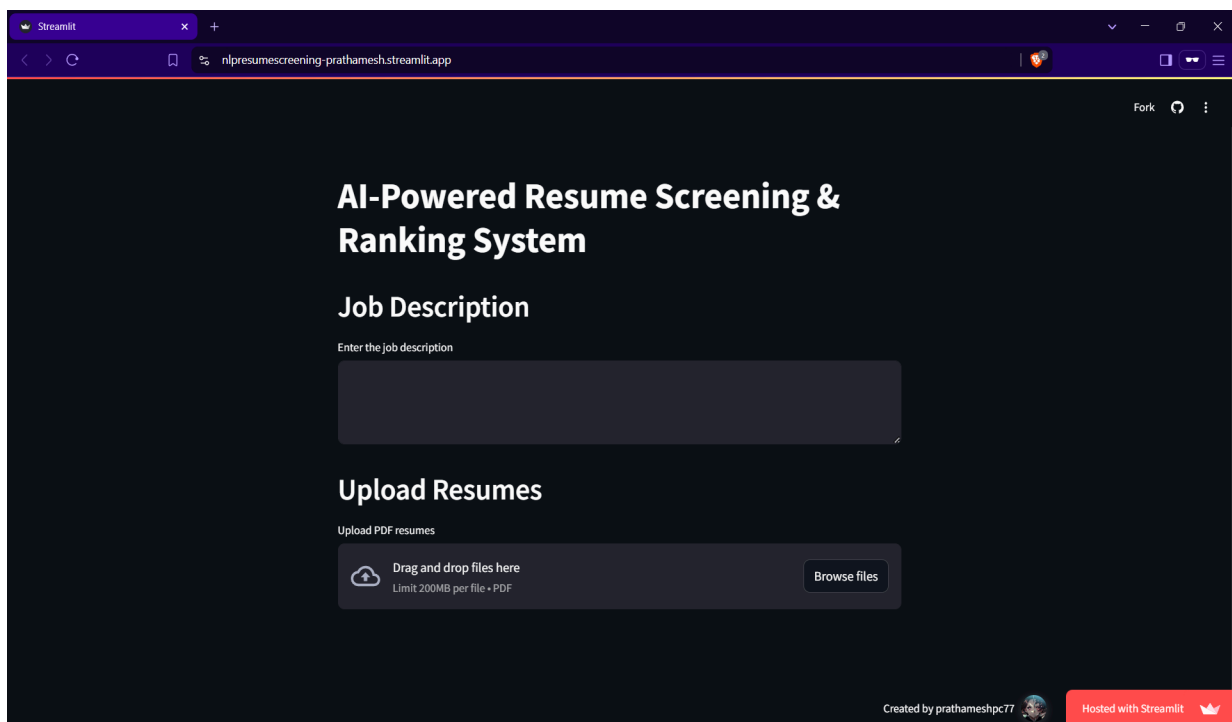 Streamlit
nlpresumescreening-prathamesh.streamlit.app
2
Fork
AI-Powered Resume Screening &
Ranking System
Job Description
Enter the job description
Upload Resumes
Upload PDF resumes
Drag and drop files here
Limit 200MB per file • PDF
Browse files
Created by prathameshpc77
Hosted with Streamlit